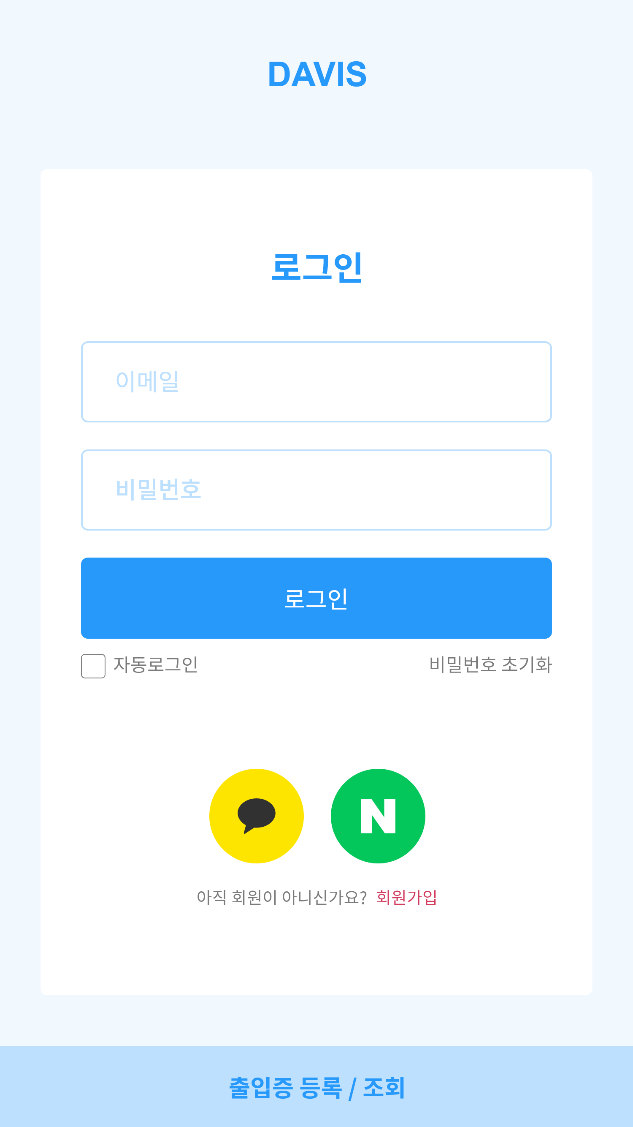 DAVIS
로그인
이메일
비밀번호
로그인
자동로그인 비밀번호 초기화
N
아직 회원이 아니신가요? 회원가입
출입증 등록 / 조회